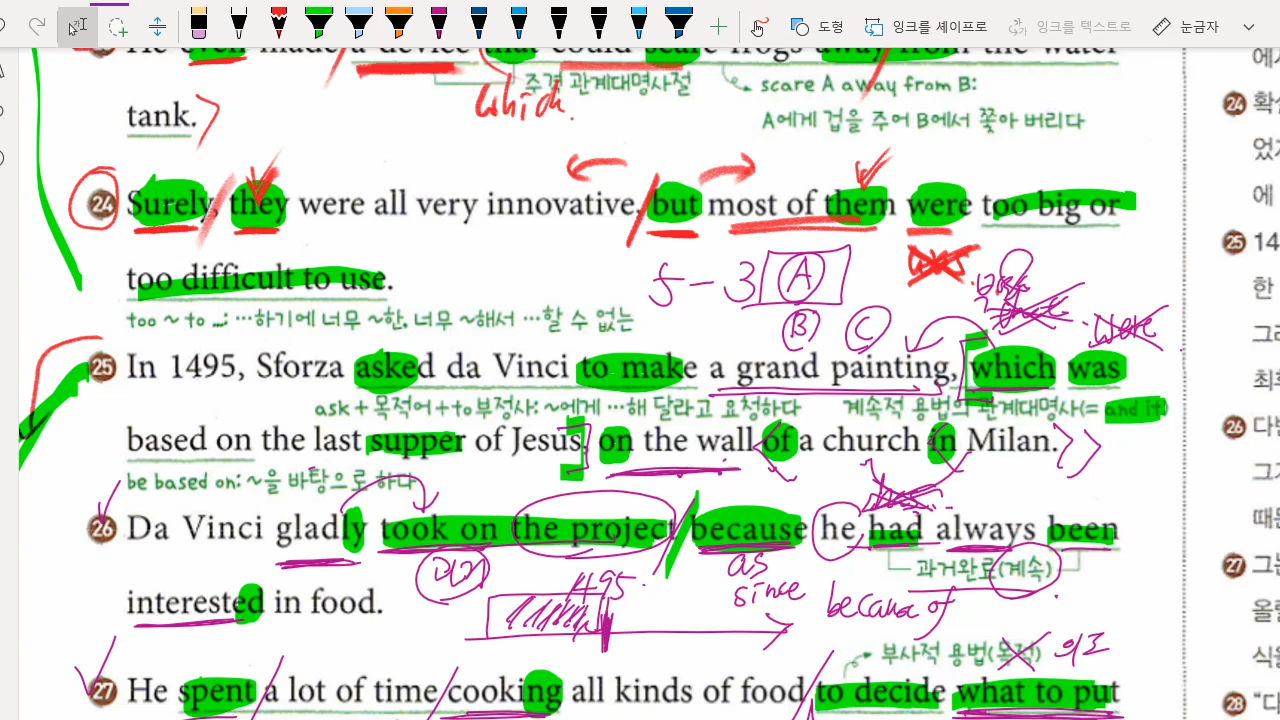 도형 잉크를 셰이프로 잉크를 텍스트로 눈금자
He even made a device that could scare frogs away from the water
주격 관계대명사절
which
scare A away from B:
tank.
A에게 겁을 주어 B에서 쫓아 버리다
24 Surely, they were all very innovative, but most of them were too big or
too difficult to use.
5-3 A
B C
were
too ~ to ...: …하기에 너무 ~한, 너무 ~해서 …할 수 없는
25 In 1495, Sforza asked da Vinci to make a grand painting, which was
ask + 목적어 + to부정사: ~에게 …해 달라고 요청하다
계속적 용법의 관계대명사(= and it)
based on the last supper of Jesus, on the wall of a church in Milan.
be based on: ~을 바탕으로 하다
26 Da Vinci gladly took on the project because he had always been
과거완료(계속)
as
since
because of
1495
interested in food.
부사적 용법(목적)
의도
27 He spent a lot of time cooking all kinds of food to decide what to put
에서
24 확
었
에
25 14
한
그
최
26 다
그
때
27 그는
올
식
28 "다